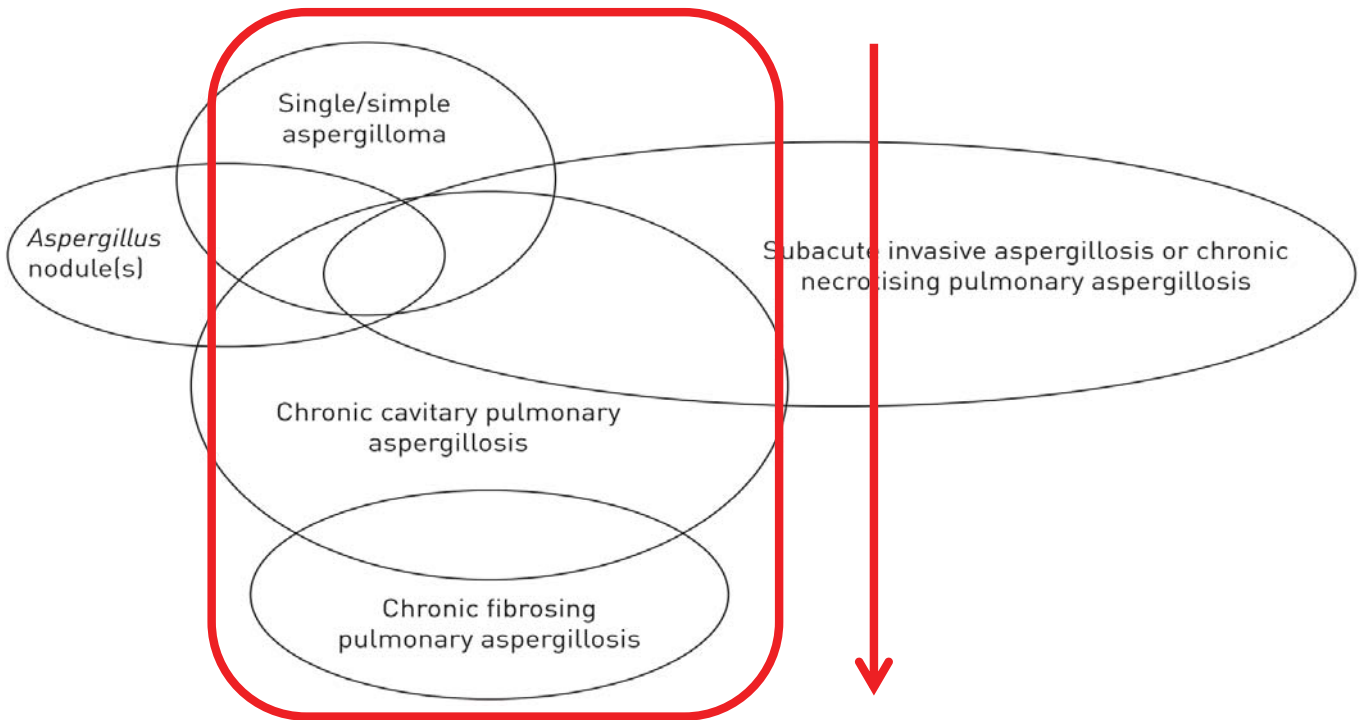 Single/simple
aspergilloma
Aspergillus
nodule(s)
Subacute invasive aspergillosis or chronic
necrotising pulmonary aspergillosis
Chronic cavitary pulmonary
aspergillosis
Chronic fibrosing
pulmonary aspergillosis